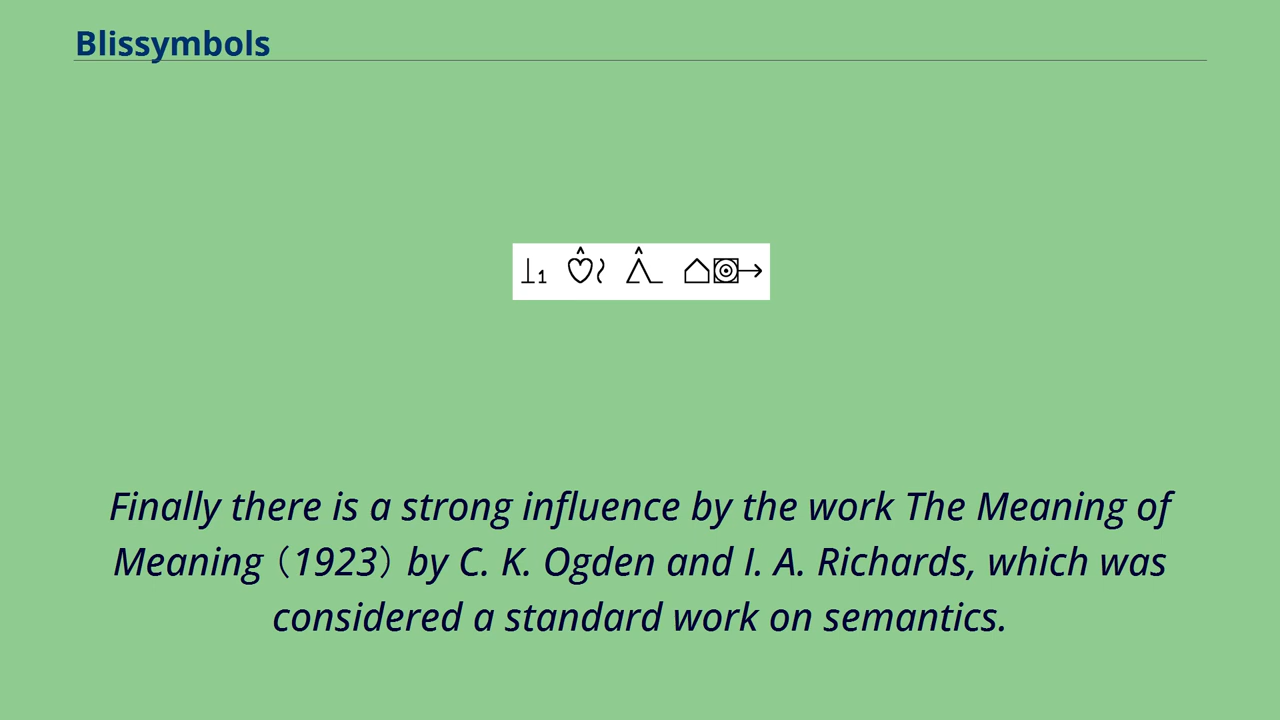 Blissymbols
Finally there is a strong influence by the work The Meaning of
Meaning (1923) by C. K. Ogden and I. A. Richards, which was
considered a standard work on semantics.